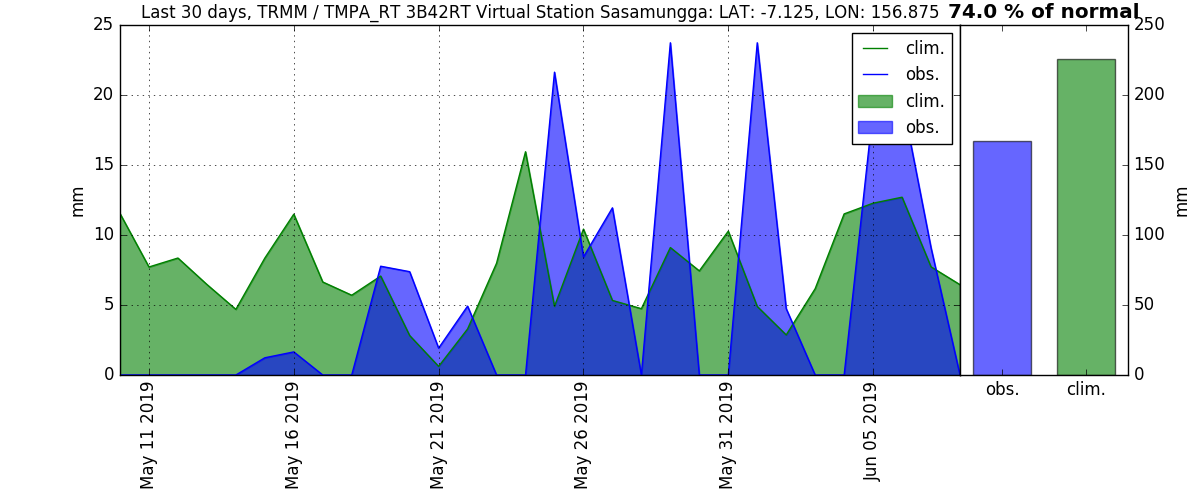 Last 30 days, TRMM / TMPA_RT 3B42RT Virtual Station Sasamungga: LAT: -7.125, LON: 156.875 74.0 % of normal
25
20
15
10
5
0
mm
clim.
obs.
clim.
obs.
May 11 2019
May 16 2019
May 21 2019
May 26 2019
May 31 2019
Jun 05 2019
250
200
150
100
50
0
mm
obs.
clim.